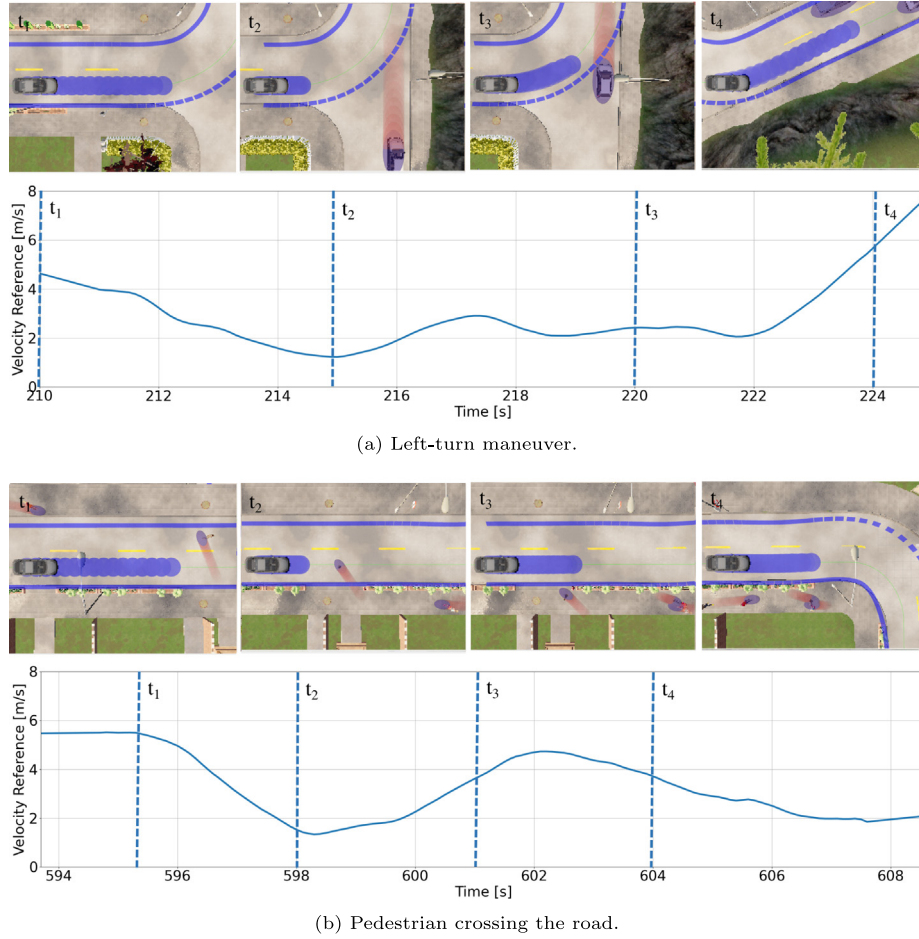 t1 t2 t3 t4
8
6
4
2
0
Velocity Reference [m/s]
t1 t2 t3 t4
210 212 214 216 218 220 222 224
Time [s]
(a) Left-turn maneuver.
t1 t2 t3 t4
8
6
4
2
0
Velocity Reference [m/s]
t1 t2 t3 t4
594 596 598 600 602 604 606 608
Time [s]
(b) Pedestrian crossing the road.